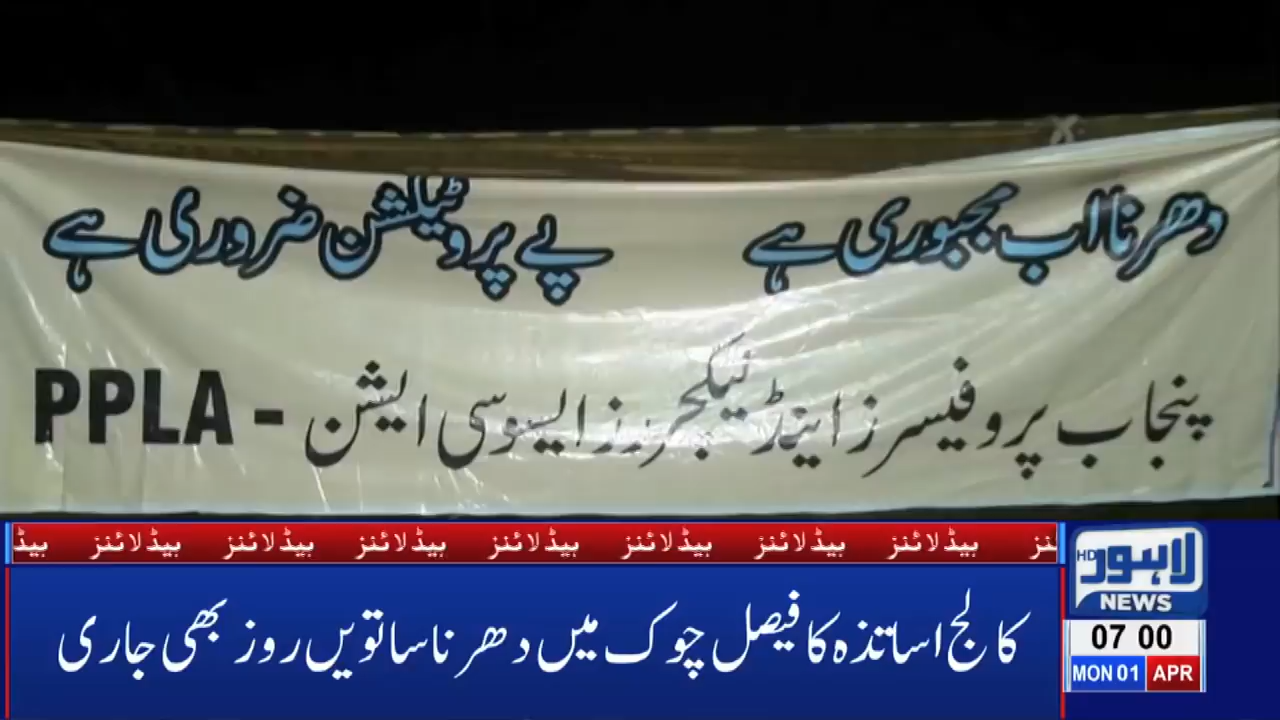 دھرنا اب مجبوری ہے پے پروٹیکشن ضروری ہے
پنجاب پروفیسرز اینڈ لیکچررز ایسوسی ایشن - PPLA
نز ہیڈلائنز ہیڈلائنز ہیڈلائنز ہیڈلائنز ہیڈلائنز ہیڈلائنز ہیڈلائنز ہیڈ
کالج اساتذہ کا فیصل چوک میں دھرنا ساتویں روز بھی جاری
لاہور HD
NEWS
07 00
MON 01 APR